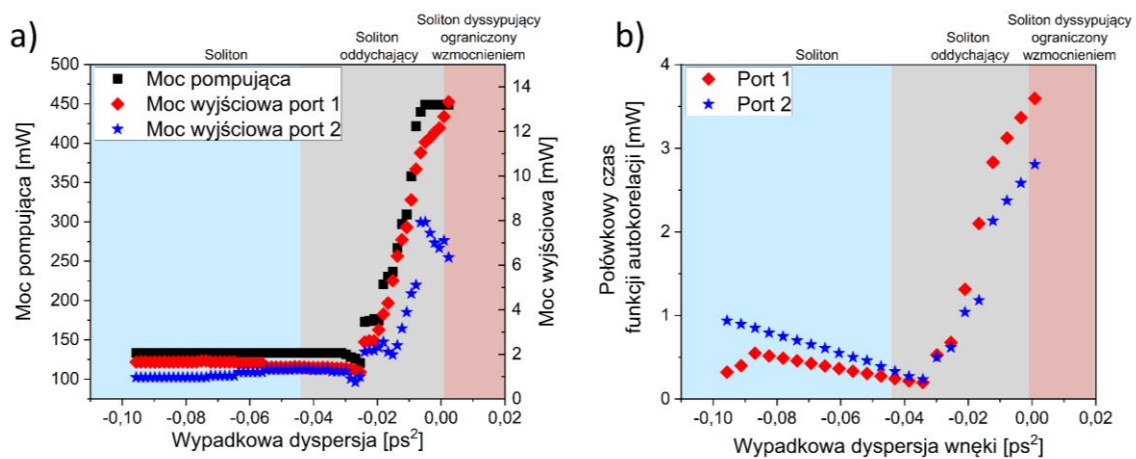 a)
Soliton
Soliton
oddychający
Soliton dyssypujący
ograniczony
wzmocnieniem
Moc pompująca
Moc wyjściowa port 1
Moc wyjściowa port 2
500
450
400
350
300
250
200
150
100
Moc pompująca [mW]
14
12
10
8
6
4
2
0
Moc wyjściowa [mW]
-0,10
-0,08
-0,06
-0,04
-0,02
0,00
0,02
Wypadkowa dyspersja [ps²]
b)
Soliton
Soliton
oddychający
Soliton dyssypujący
ograniczony
wzmocnieniem
Port 1
Port 2
4
3
2
1
0
Połówkowy czas
funkcji autokorelacji [mW]
-0,10
-0,08
-0,06
-0,04
-0,02
0,00
0,02
Wypadkowa dyspersja wnęki [ps²]